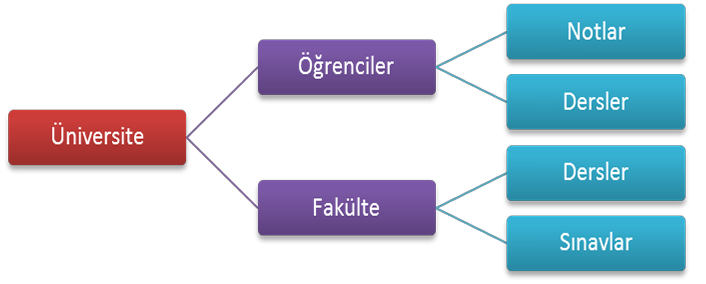 Üniversite
Öğrenciler
Notlar
Dersler
Fakülte
Dersler
Sınavlar